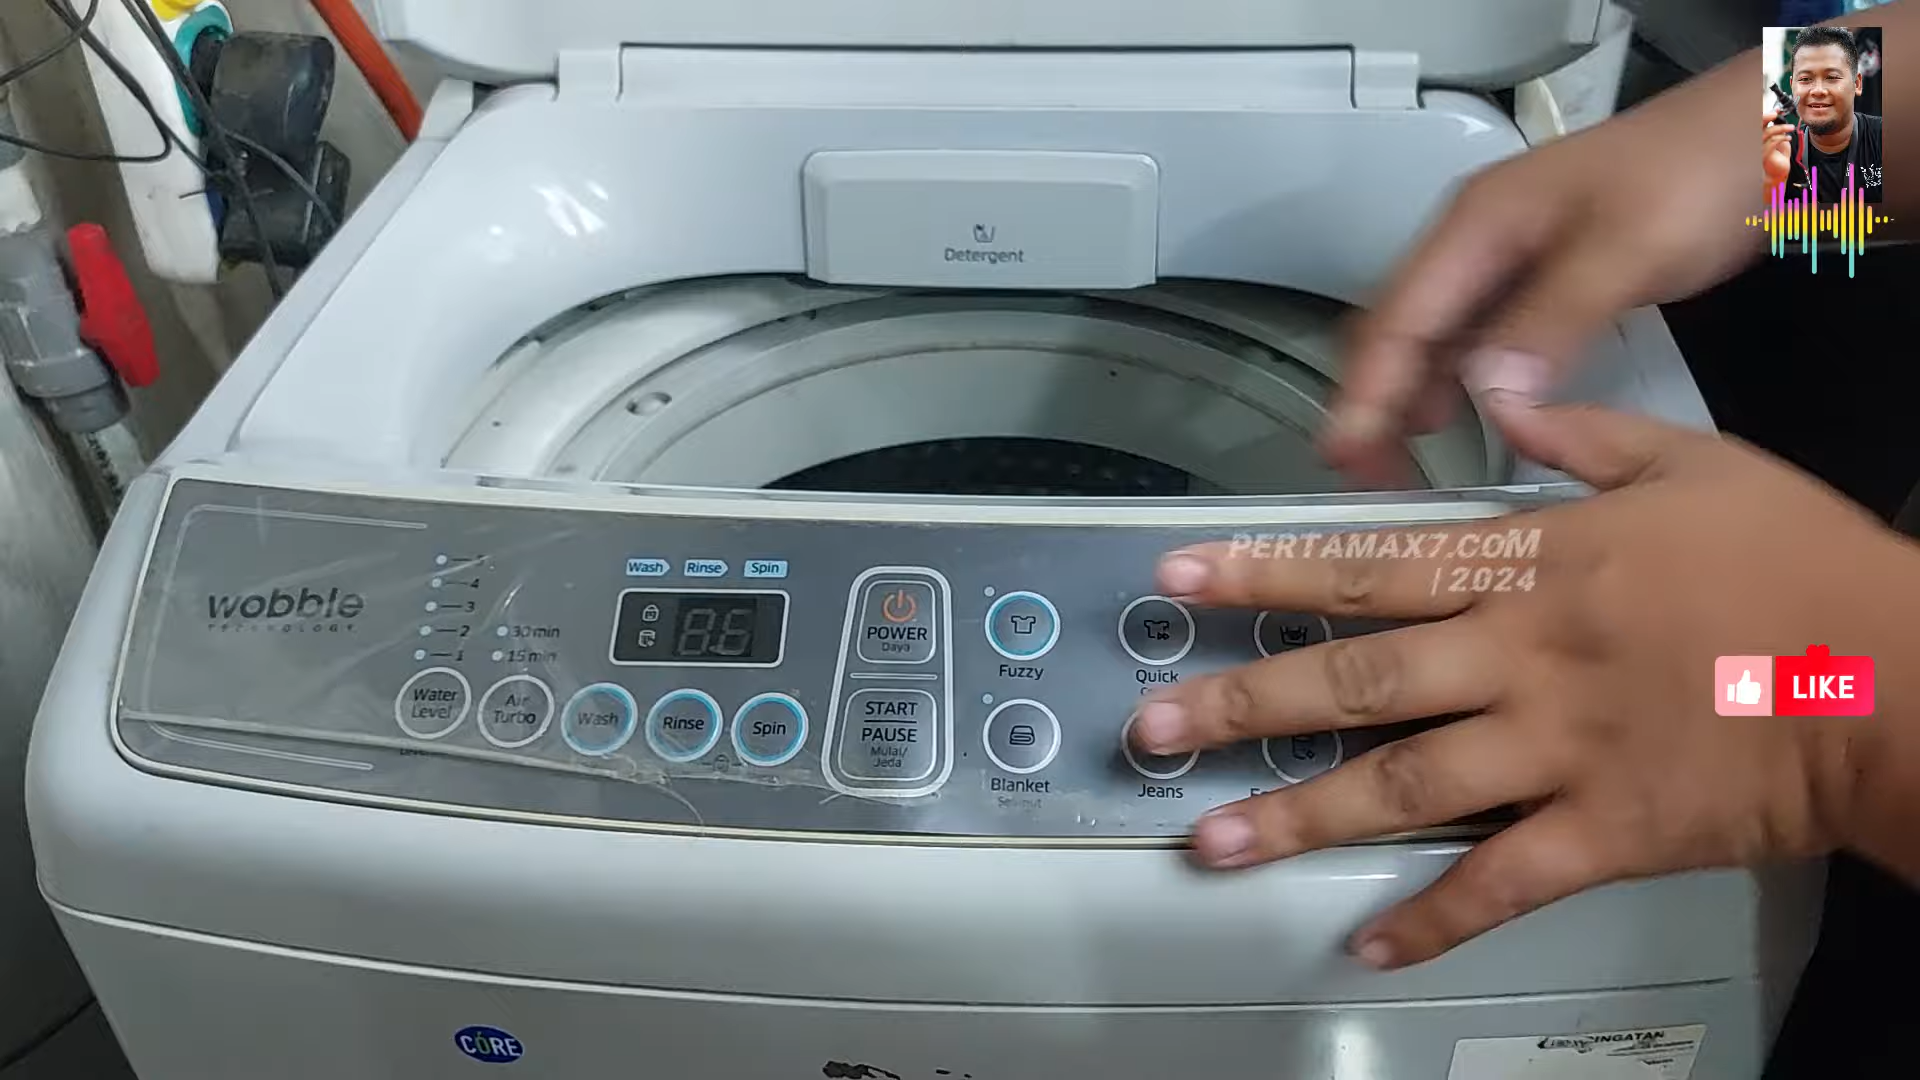 Detergent
PERTAMAX7.COM
| 2024
wobble
TECHNOLOGY
5
4
3
2
1
30 min
15 min
Water
Level
Air
Turbo
Wash
Rinse
Spin
Wash
Rinse
Spin
POWER
Daya
START
PAUSE
Mulai/
Jeda
Fuzzy
Quick
Blanket
Selimut
Jeans
LIKE
CÓRE